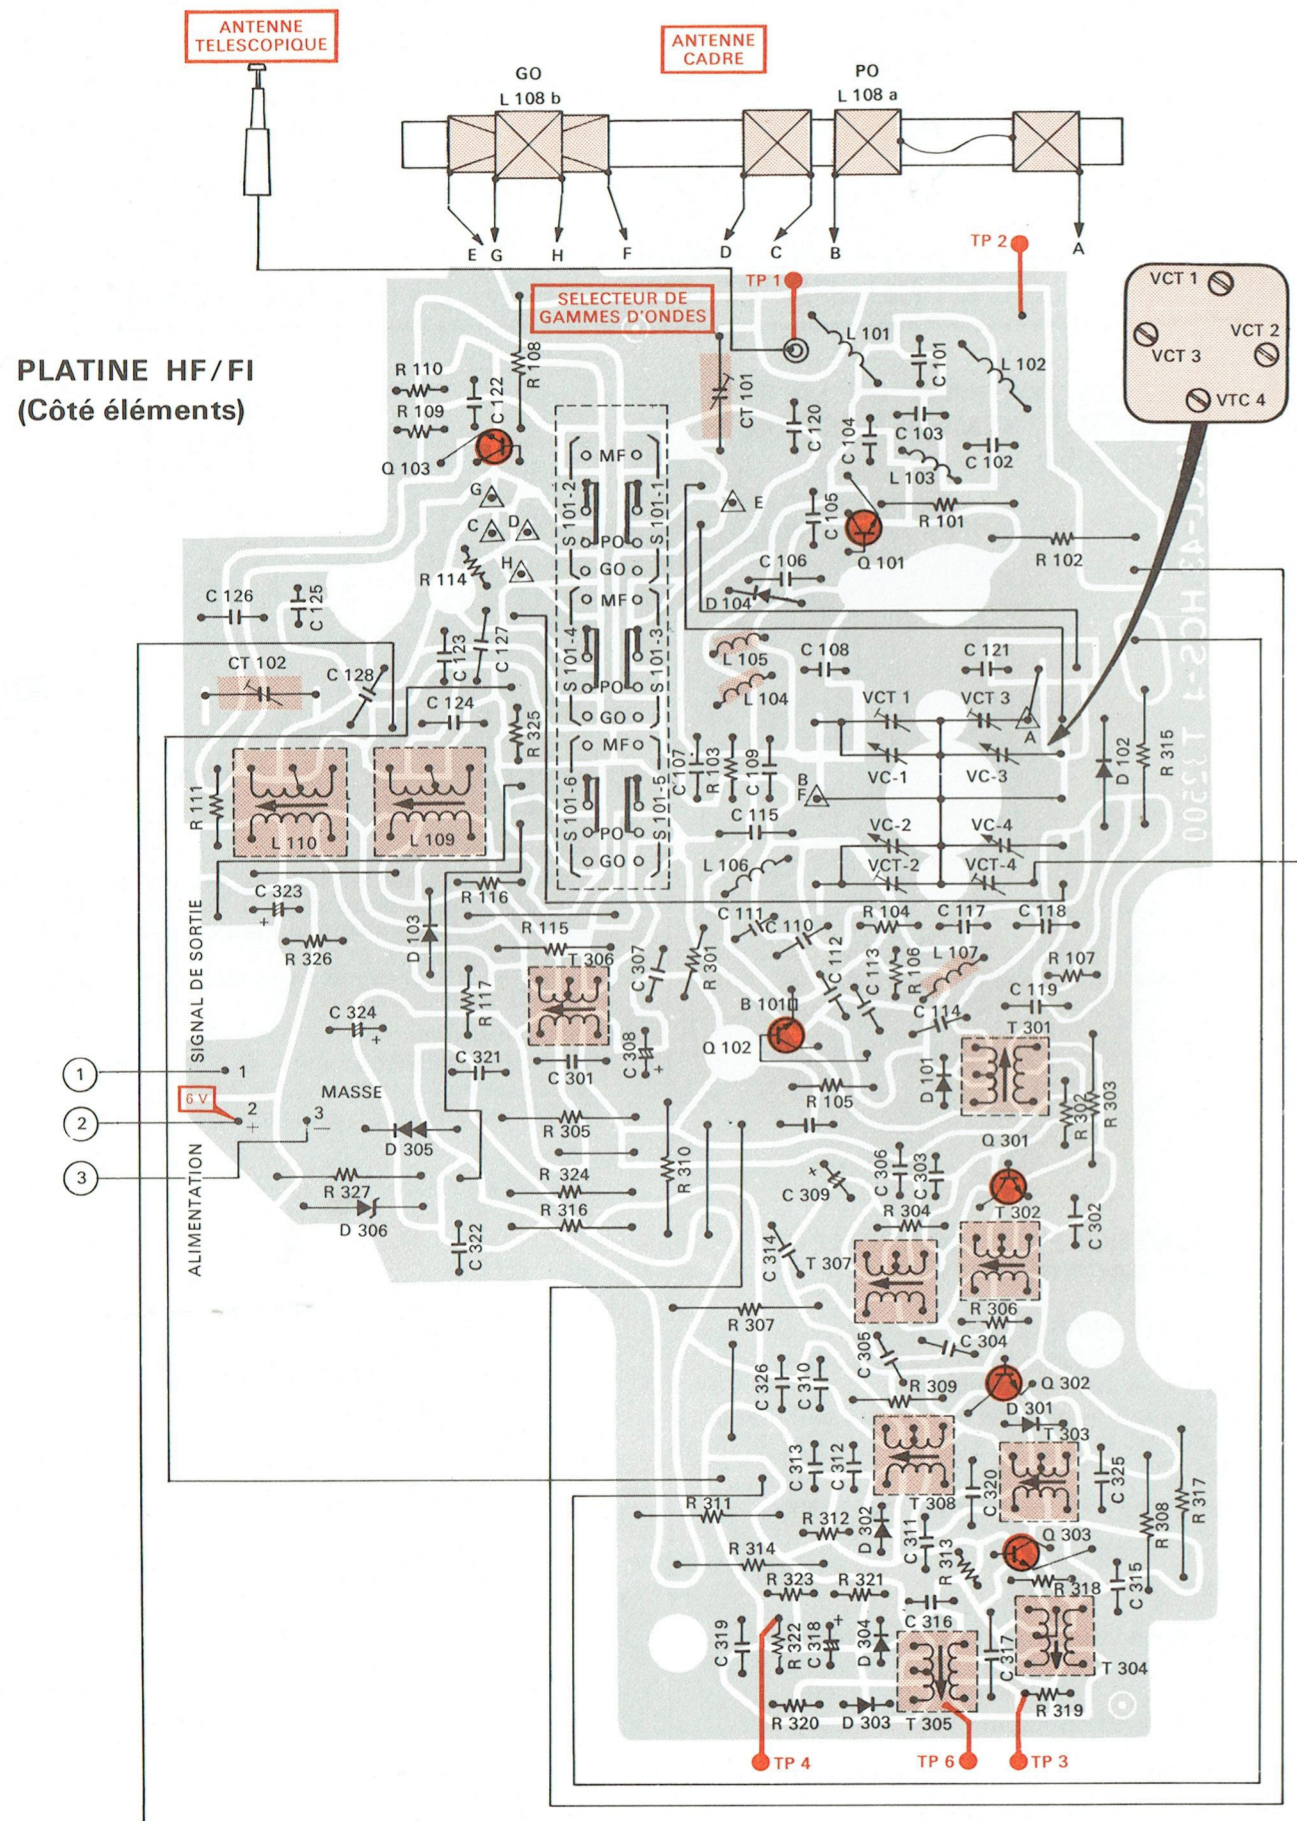 ANTENNE
TELESCOPIQUE
ANTENNE
CADRE
GO
L 108 b
PO
L 108 a
E G H F D C B A
TP 1
TP 2
SELECTEUR DE
GAMMES D'ONDES
VCT 1
VCT 2
VCT 3
VTC 4
PLATINE HF/FI
(Côté éléments)
R 110
R 109
C 122
R 108
Q 103
CT 101
L 101
C 101
L 102
C 120
C 104
C 103
C 102
L 103
C 105
R 101
Q 101
R 102
G
C
D
H
E
R 114
C 106
D 104
MF
S 101-2
S 101-1
PO
GO
MF
S 101-4
S 101-3
PO
GO
MF
S 101-6
S 101-5
PO
GO
C 126
C 125
CT 102
C 128
C 123
C 127
C 124
R 325
L 105
L 104
C 108
C 121
VCT 1
VCT 3
A
VC-1
VC-3
D 102
R 315
T32500
R 111
L 110
L 109
C 107
R 103
C 109
B
F
C 115
VC-2
VC-4
VCT-2
VCT-4
L 106
C 323
+
R 116
R 326
D 103
R 115
T 306
C 307
R 301
C 111
C 110
R 104
C 117
C 118
C 112
C 113
R 106
L 107
R 107
C 119
SIGNAL DE SORTIE
C 324
+
R 117
B 101
C 114
T 301
Q 102
C 308
+
C 301
C 321
D 101
R 105
R 302
R 303
1
1
MASSE
6 V
2
2
+
3
—
3
D 305
R 305
R 310
Q 301
C 306
C 303
C 309
+
ALIMENTATION
R 327
D 306
R 324
R 316
C 322
R 304
T 302
C 302
C 314
T 307
R 307
R 306
C 305
C 304
C 326
C 310
R 309
Q 302
D 301
T 303
C 313
C 312
T 308
C 320
C 325
R 308
R 317
R 311
R 312
D 302
C 311
R 313
Q 303
R 314
R 323
R 321
R 318
C 315
C 316
C 319
R 322
C 318
+
D 304
C 317
T 304
R 320
D 303
T 305
R 319
TP 4
TP 6
TP 3